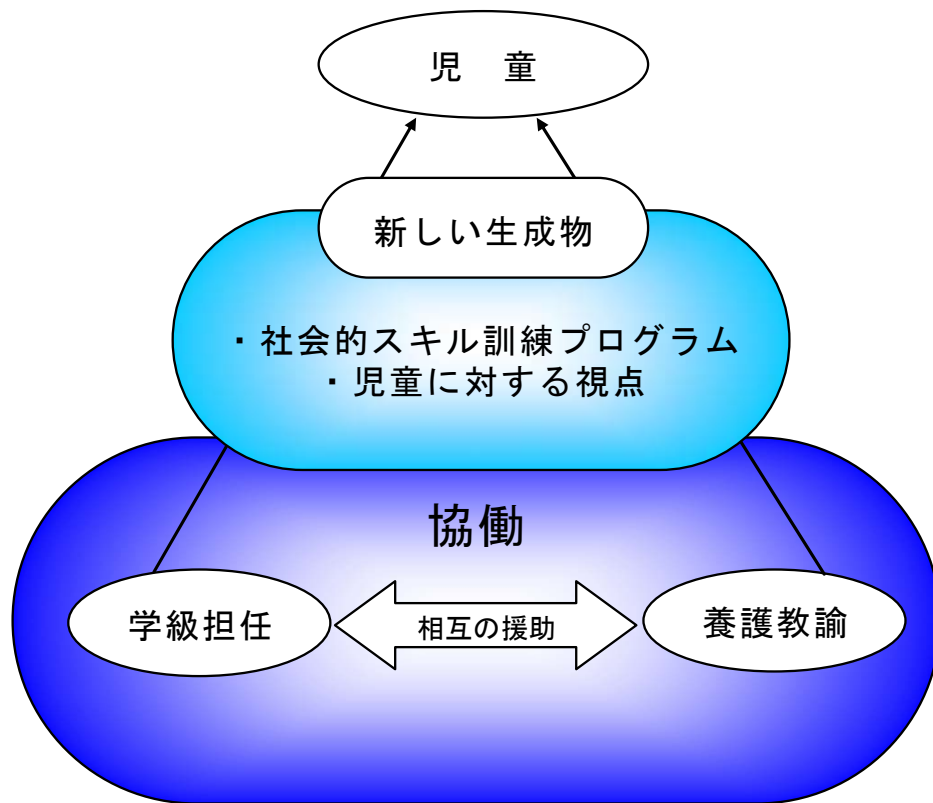 児　童
新しい生成物
・社会的スキル訓練プログラム
・児童に対する視点
協働
学級担任
相互の援助
養護教諭